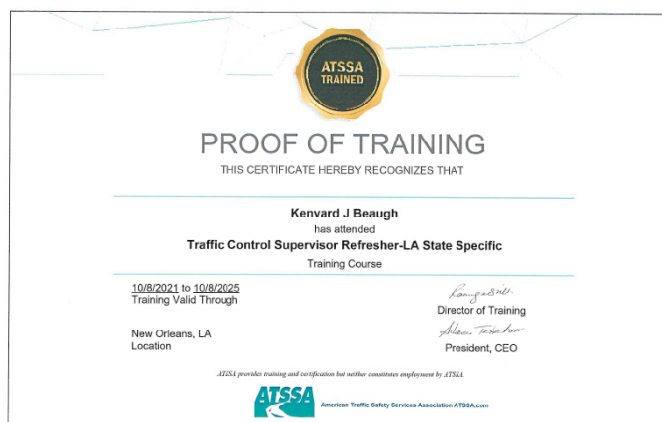 ATSSA
TRAINED
PROOF OF TRAINING
THIS CERTIFICATE HEREBY RECOGNIZES THAT
Kenyard J Beaugh
has attended
Traffic Control Supervisor Refresher-LA State Specific
Training Course
10/8/2021 to 10/8/2025
Training Valid Through
Director of Training
New Orleans, LA
Location
President, CEO
ATSSA provides training and certification but neither constitutes employment by ATSSA.
ATSSA American Traffic Safety Services Association ATSSA.com